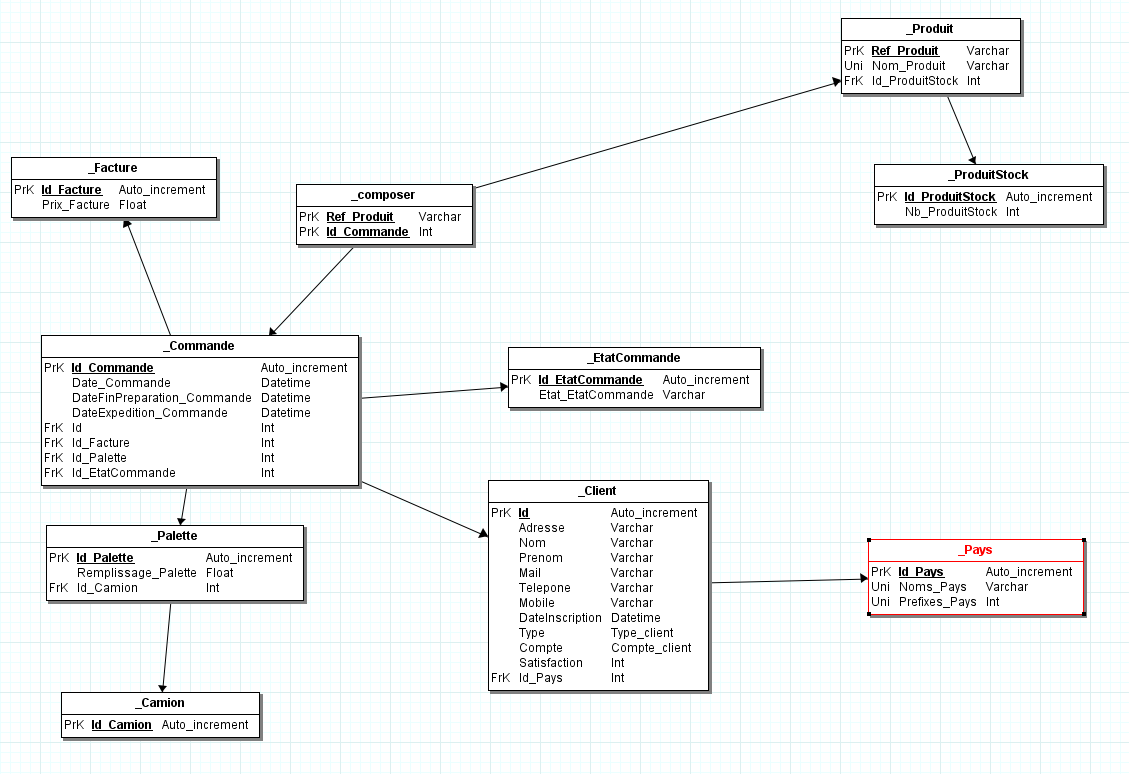 _Produit
PrK Ref_Produit Varchar
Uni Nom_Produit Varchar
FrK Id_ProduitStock Int
_Facture
PrK Id_Facture Auto_increment
Prix_Facture Float
_composer
PrK Ref_Produit Varchar
PrK Id_Commande Int
_ProduitStock
PrK Id_ProduitStock Auto_increment
Nb_ProduitStock Int
_Commande
PrK Id_Commande Auto_increment
Date_Commande Datetime
DateFinPreparation_Commande Datetime
DateExpedition_Commande Datetime
FrK Id Int
FrK Id_Facture Int
FrK Id_Palette Int
FrK Id_EtatCommande Int
_EtatCommande
PrK Id_EtatCommande Auto_increment
Etat_EtatCommande Varchar
_Client
PrK Id Auto_increment
Adresse Varchar
Nom Varchar
Prenom Varchar
Mail Varchar
Telepone Varchar
Mobile Varchar
DateInscription Datetime
Type Type_client
Compte Compte_client
Satisfaction Int
FrK Id_Pays Int
_Palette
PrK Id_Palette Auto_increment
Remplissage_Palette Float
FrK Id_Camion Int
_Pays
PrK Id_Pays Auto_increment
Uni Noms_Pays Varchar
Uni Prefixes_Pays Int
_Camion
PrK Id_Camion Auto_increment